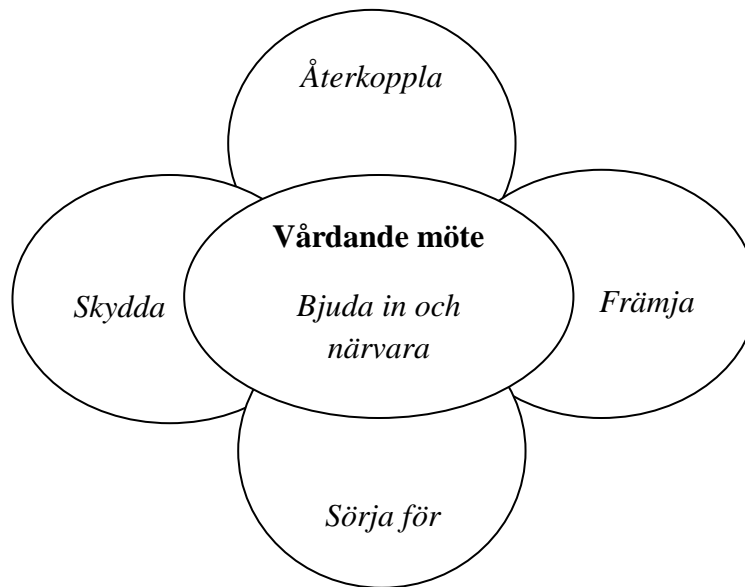 Återkoppla
Vårdande möte
Skydda
Bjuda in och
närvara
Främja
Sörja för